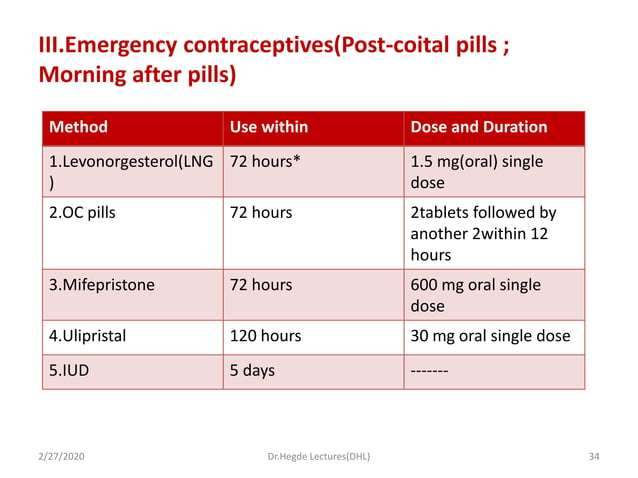 III.Emergency contraceptives(Post-coital pills ;
Morning after pills)
Method Use within Dose and Duration
1.Levonorgesterol(LNG 72 hours* 1.5 mg(oral) single
) dose
2.OC pills 72 hours 2tablets followed by
another 2within 12
hours
3.Mifepristone 72 hours 600 mg oral single
dose
4.Ulipristal 120 hours 30 mg oral single dose
5.IUD 5 days -------
2/27/2020 Dr.Hegde Lectures(DHL) 34